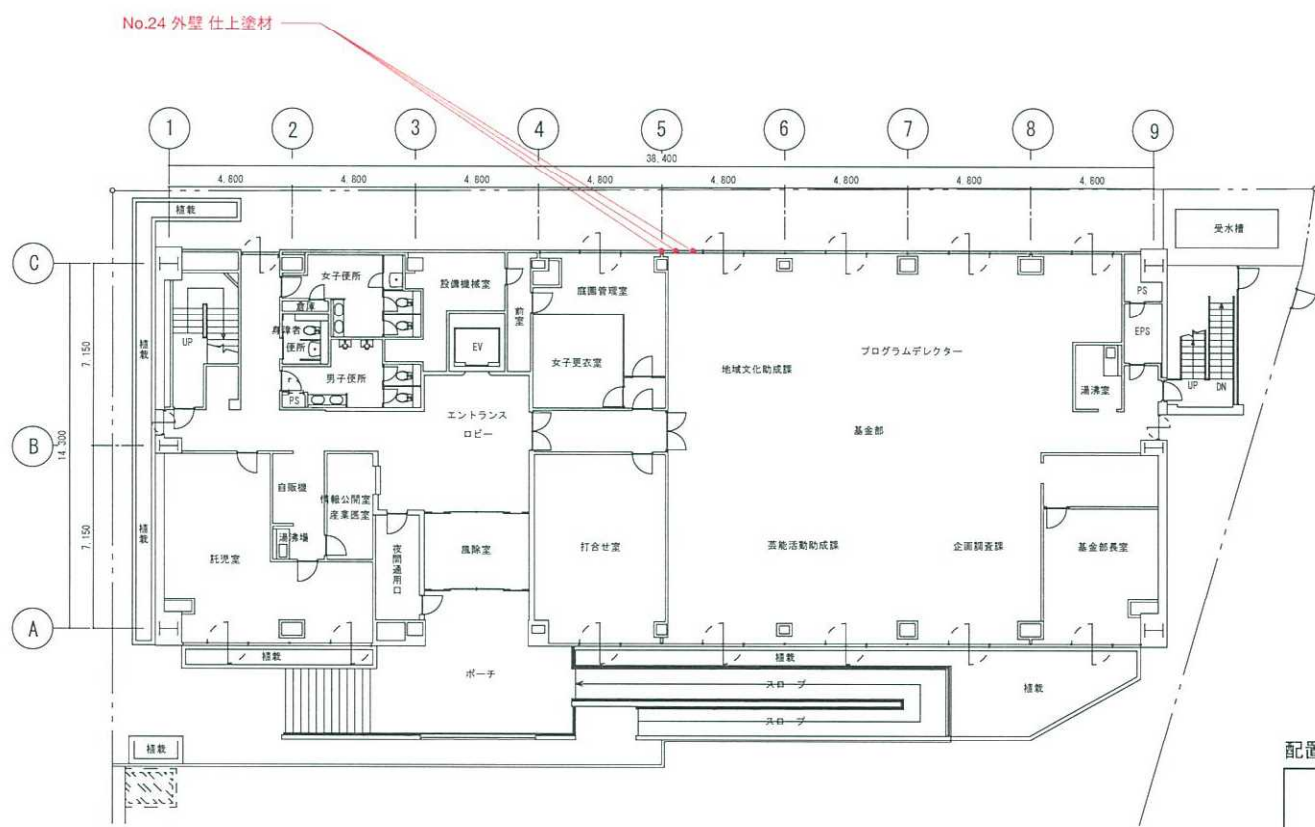 No.24 外壁 仕上塗材
1 2 3 4 5 6 7 8 9
38.400
4.800 4.800 4.800 4.800 4.800 4.800 4.800 4.800
植栽
受水槽
C
女子便所
設備機械室
前室
庭園管理室
PS
倉庫
身障者
便所
UP
EV
EPS
植栽
7.150
女子更衣室
地域文化助成課
プログラムデレクター
男子便所
PS
湯沸室
UP
DN
エントランス
ロビー
B
14.300
基金部
自販機
情報公開室
産業医室
植栽
7.150
湯沸場
託児室
夜間通用口
風除室
打合せ室
芸能活動助成課
企画調査課
基金部長室
A
植栽
植栽
ポーチ
スロープ
植栽
スロープ
植栽
配置